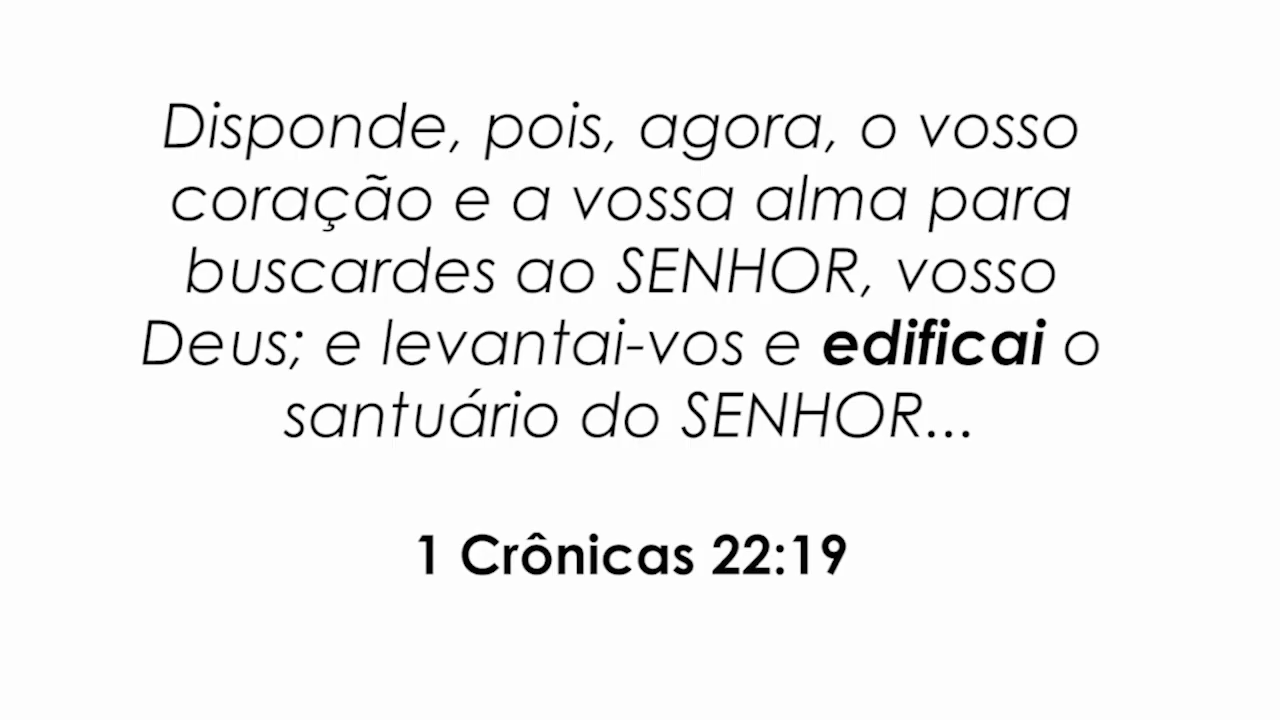 Disponde, pois, agora, o vosso
coração e a vossa alma para
buscardes ao SENHOR, vosso
Deus; e levantai-vos e edificai o
santuário do SENHOR...
1 Crônicas 22:19